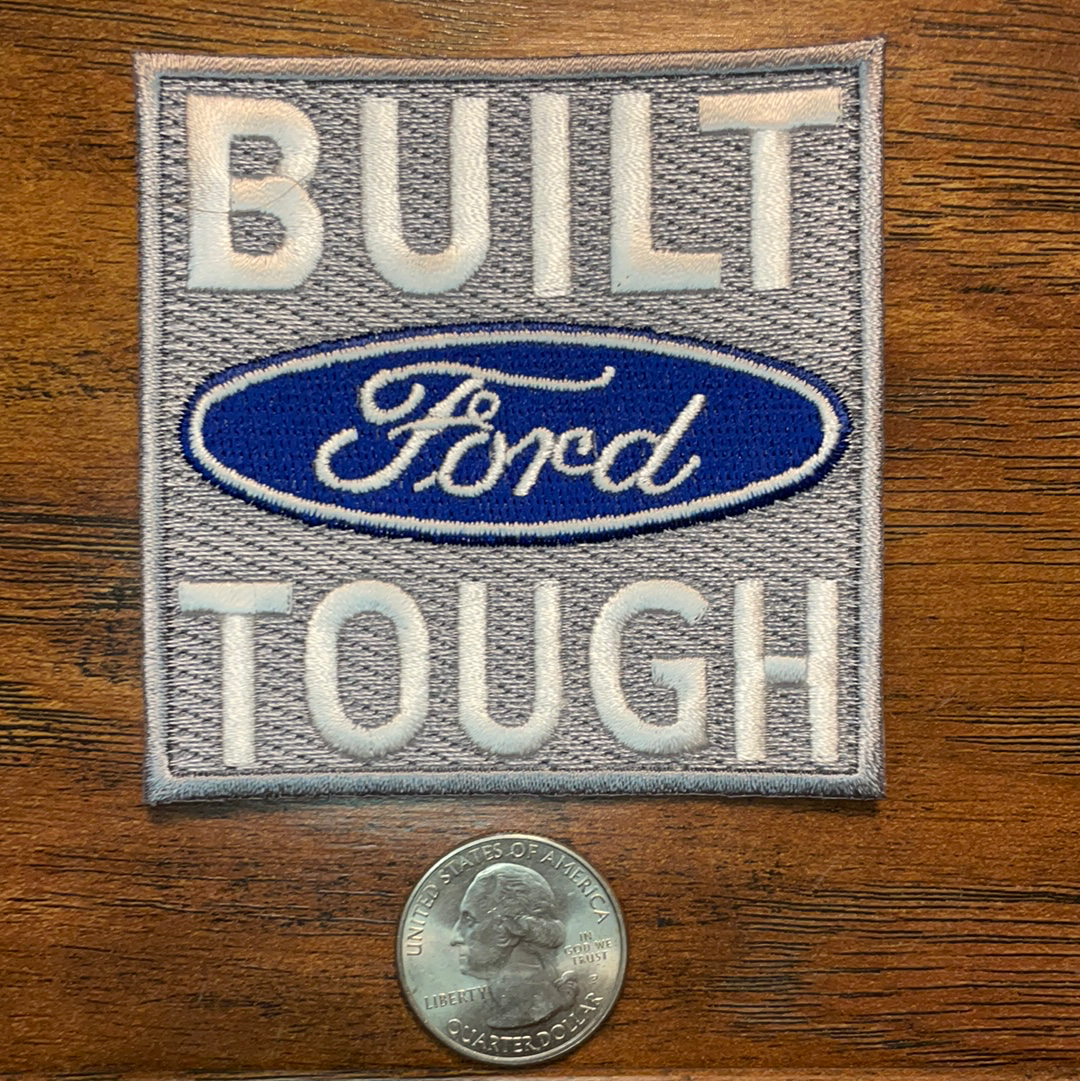 BUILT
Ford
TOUGH
UNITED STATES OF AMERICA
IN
GOD WE
TRUST
P
LIBERTY
QUARTER DOLLAR